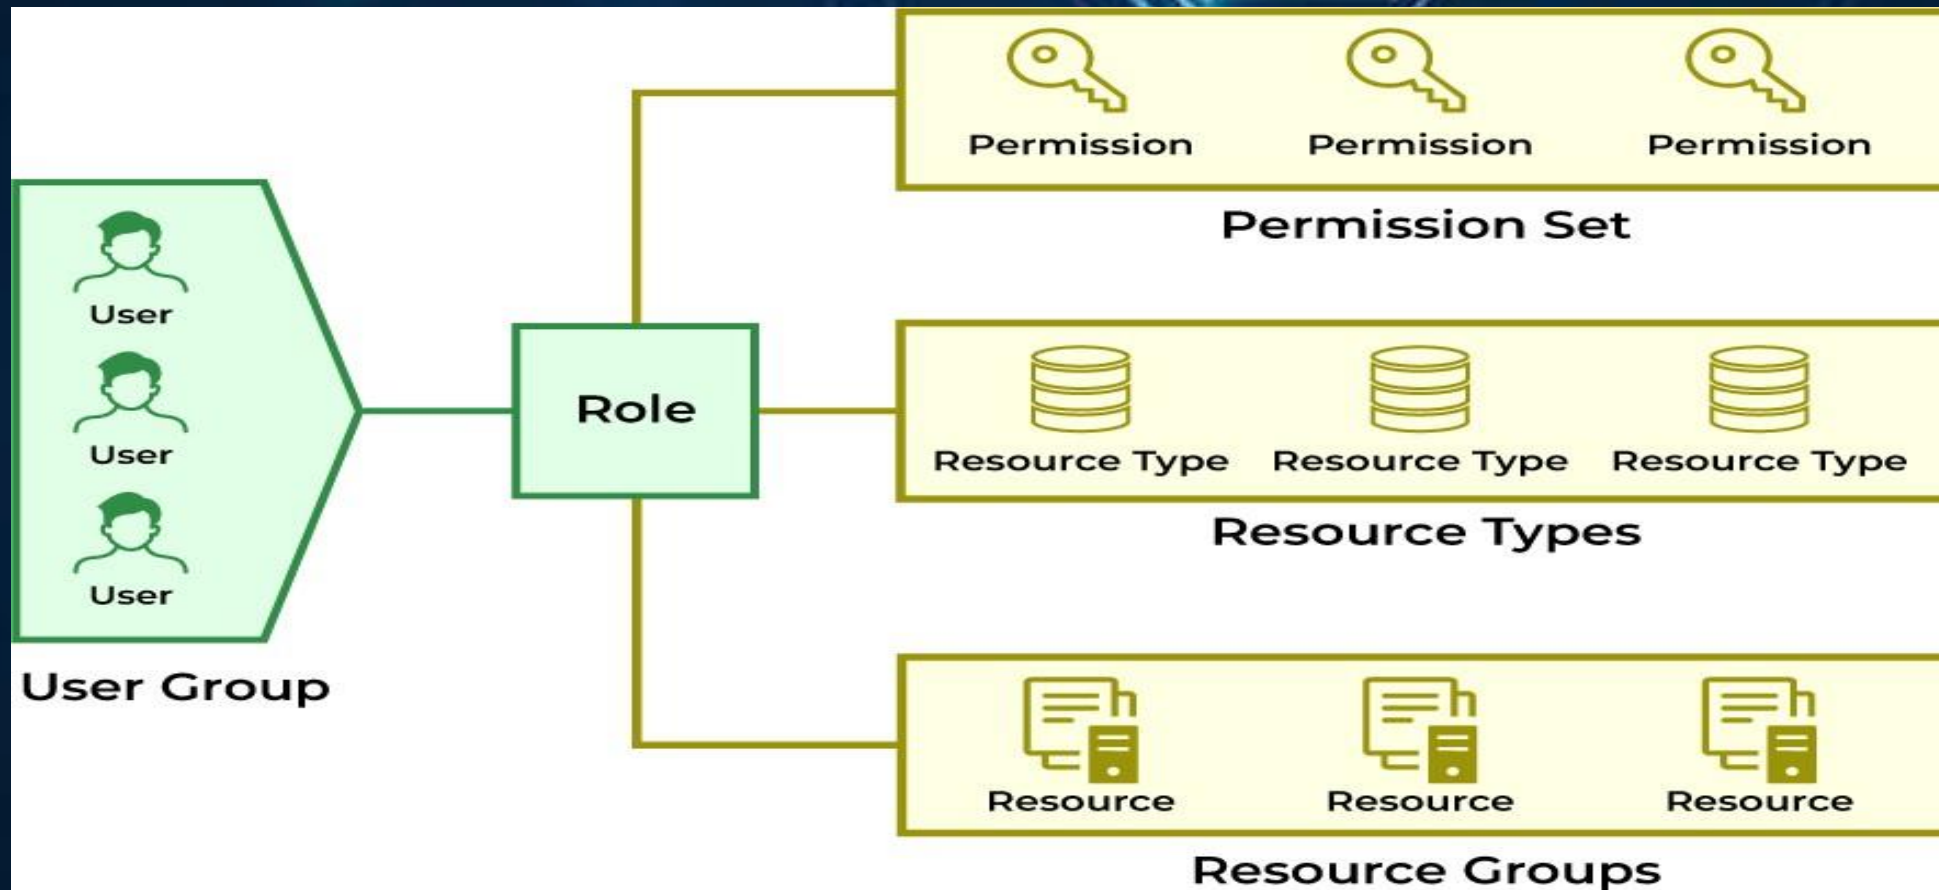 Permission Permission Permission
Permission Set
User
User
User
User Group
Role
Resource Type Resource Type Resource Type
Resource Types
Resource Resource Resource
Resource Groups